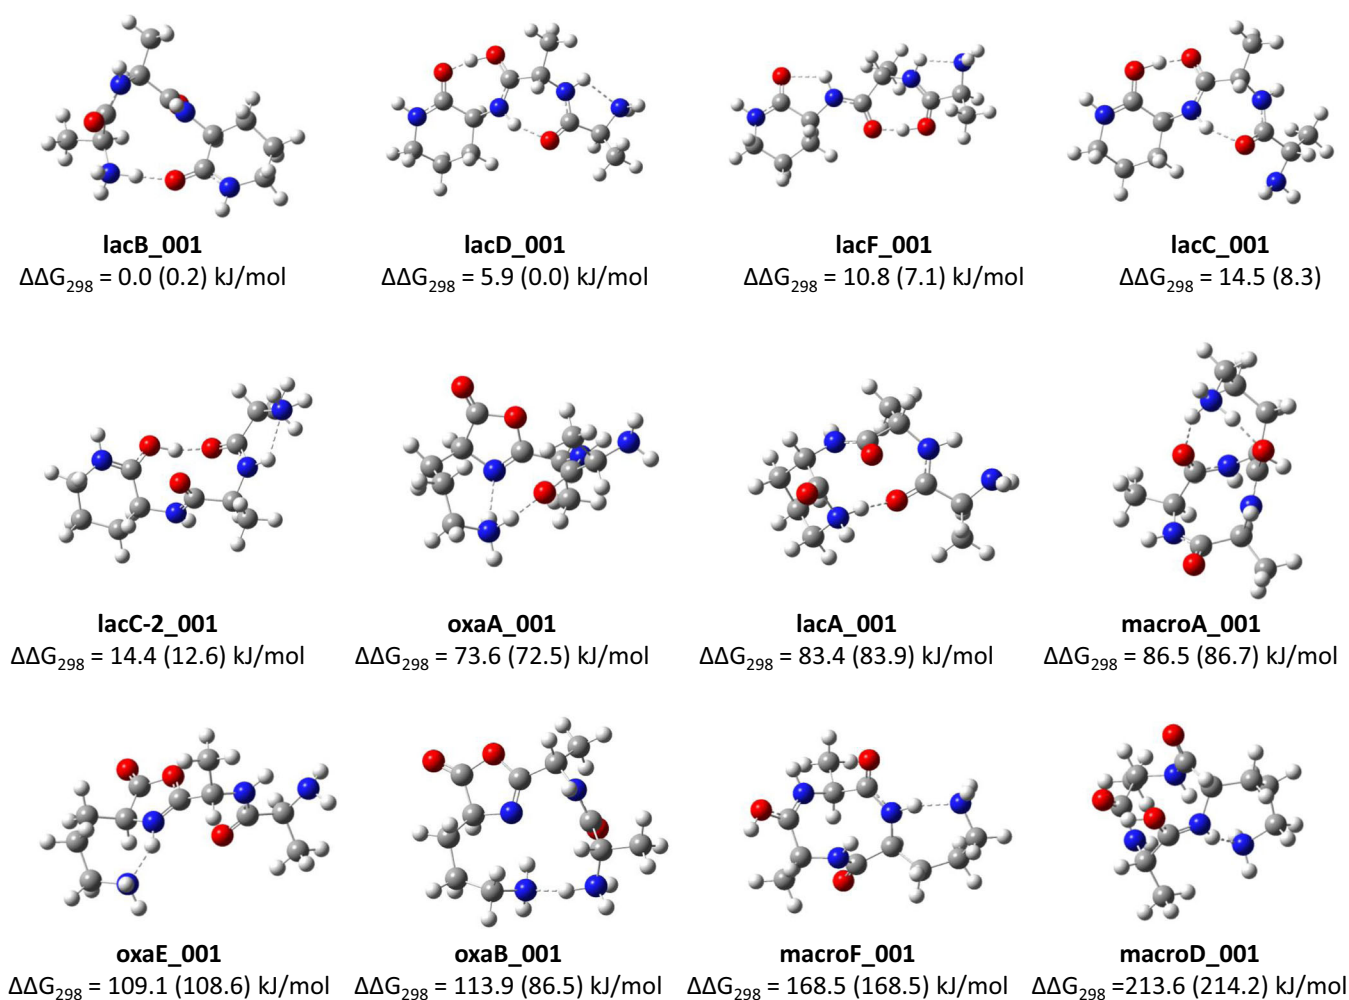 lacB_001
ΔΔG₂₉₈ = 0.0 (0.2) kJ/mol
lacD_001
ΔΔG₂₉₈ = 5.9 (0.0) kJ/mol
lacF_001
ΔΔG₂₉₈ = 10.8 (7.1) kJ/mol
lacC_001
ΔΔG₂₉₈ = 14.5 (8.3)
lacC-2_001
ΔΔG₂₉₈ = 14.4 (12.6) kJ/mol
oxaA_001
ΔΔG₂₉₈ = 73.6 (72.5) kJ/mol
lacA_001
ΔΔG₂₉₈ = 83.4 (83.9) kJ/mol
macroA_001
ΔΔG₂₉₈ = 86.5 (86.7) kJ/mol
oxaE_001
ΔΔG₂₉₈ = 109.1 (108.6) kJ/mol
oxaB_001
ΔΔG₂₉₈ = 113.9 (86.5) kJ/mol
macroF_001
ΔΔG₂₉₈ = 168.5 (168.5) kJ/mol
macroD_001
ΔΔG₂₉₈ =213.6 (214.2) kJ/mol